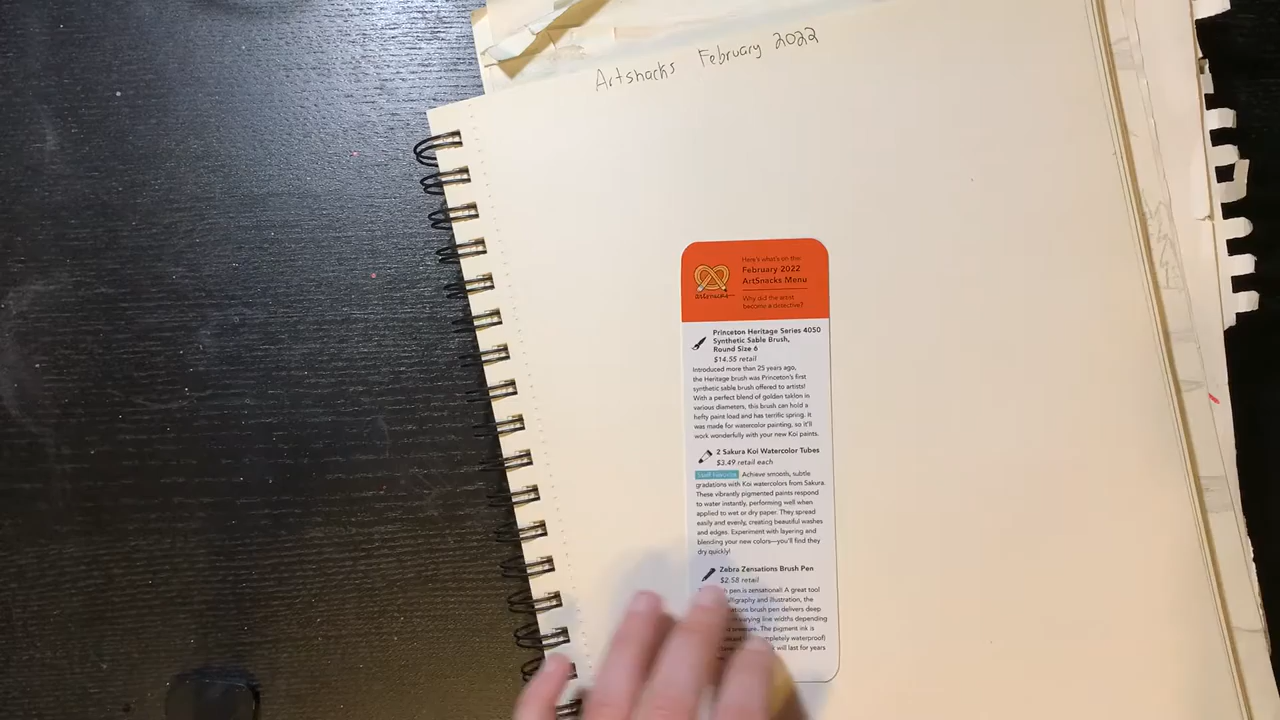 Artsnacks February 2022
Here's what's on the
February 2022
ArtSnacks Menu
artsnacks
Why did the artist
become a detective?
Princeton Heritage Series 4050
Synthetic Sable Brush,
Round Size 6
$14.55 retail
Introduced more than 25 years ago,
the Heritage brush was Princeton's first
synthetic sable brush offered to artists!
With a perfect blend of golden taklon in
various diameters, this brush can hold a
hefty paint load and has terrific spring. It
was made for watercolor painting, so it'll
work wonderfully with your new Koi paints.
2 Sakura Koi Watercolor Tubes
$3.49 retail each
Staff Favorite Achieve smooth, subtle
gradations with Koi watercolors from Sakura.
These vibrantly pigmented paints respond
to water instantly, performing well when
applied to wet or dry paper. They spread
easily and evenly, creating beautiful washes
and edges. Experiment with layering and
blending your new colors—you'll find they
dry quickly!
Zebra Zensations Brush Pen
$2.58 retail
pen is zensational! A great tool
calligraphy and illustration, the
brush pen delivers deep
varying line widths depending
pressure. The pigment ink is
completely waterproof)
will last for years